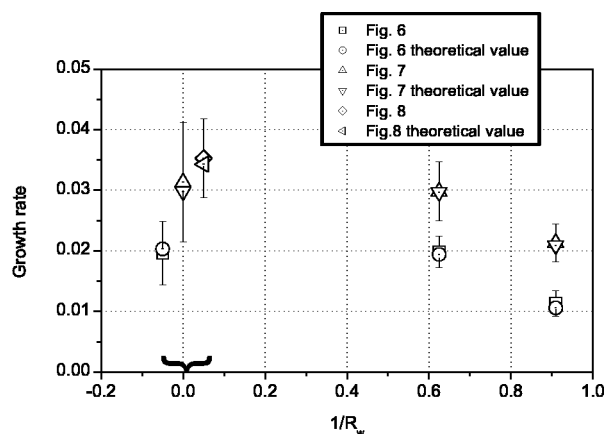 Fig. 6
Fig. 6 theoretical value
Fig. 7
Fig. 7 theoretical value
Fig. 8
Fig.8 theoretical value
0.05
0.04
0.03
0.02
0.01
0.00
Growth rate
-0.2 0.0 0.2 0.4 0.6 0.8 1.0
1/Rw